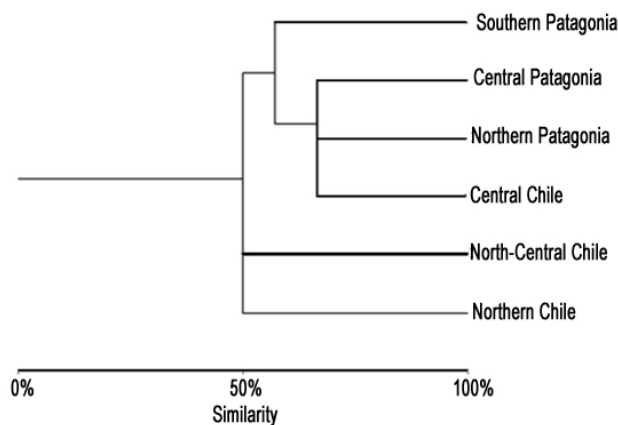 Southern Patagonia
Central Patagonia
Northern Patagonia
Central Chile
North-Central Chile
Northern Chile
0% 50% 100%
Similarity